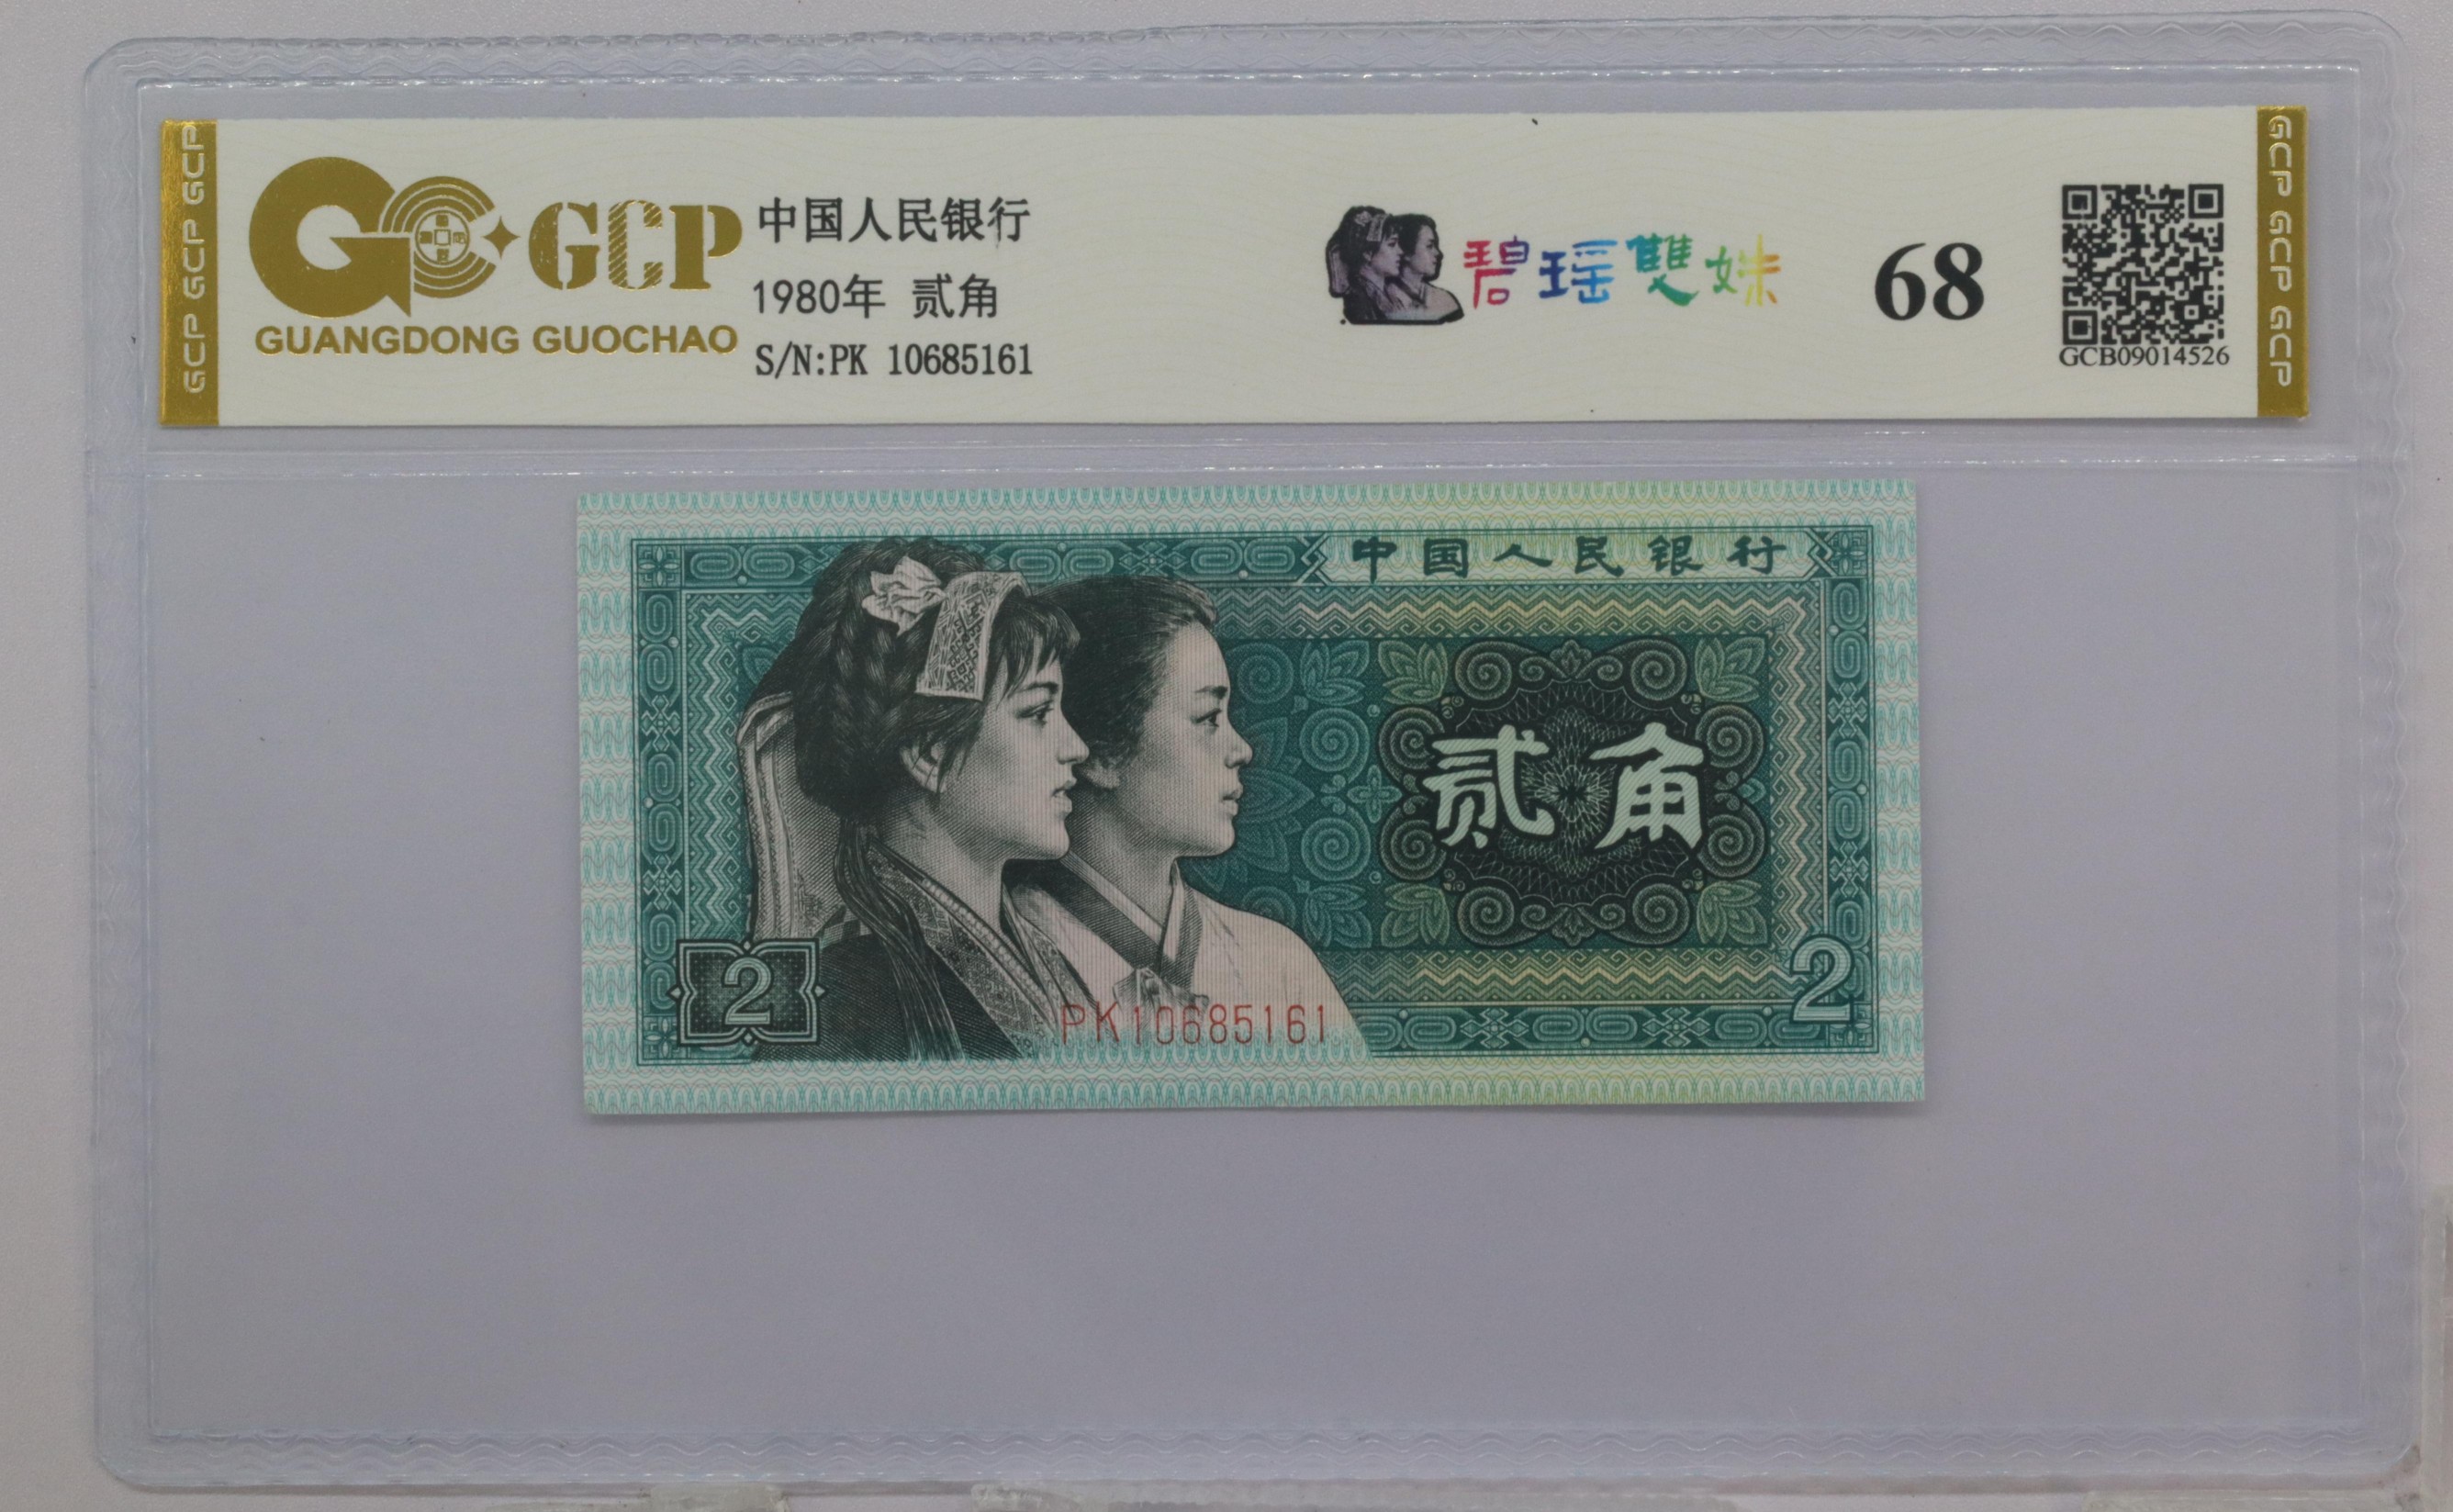 GCP GCP GCP
GCP
GUANGDONG GUOCHAO
中国人民银行
1980年 贰角
S/N:PK 10685161
碧瑶雙姝
68
GCB09014526
GCP GCP GCP
中国人民银行
贰角
2
PK10685161
2